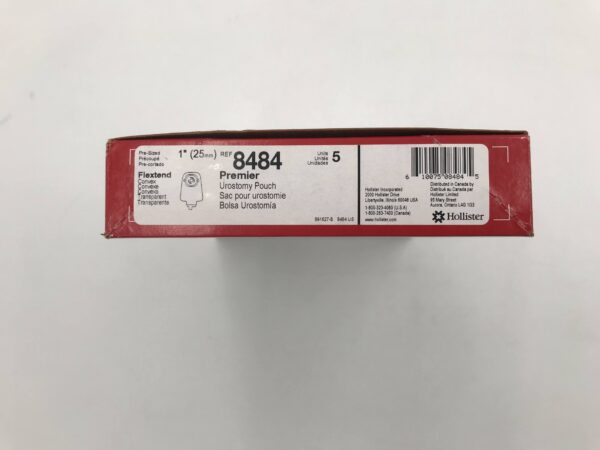 Pre-Sized
Précoupé
Pre-cortado
1" (25mm)
REF 8484
Units
Unités
Unidades
5
Flextend
Convex
Convexe
Convexo
Transparent
Transparente
Premier
Urostomy Pouch
Sac pour urostomie
Bolsa Urostomía
8484 US
6 10075 08484 5
Hollister Incorporated
2000 Hollister Drive
Libertyville, Illinois 60048 USA
1-800-323-4060 (U.S.A)
1-800-263-7400 (Canada)
www.hollister.com
Distributed in Canada by
Distribué au Canada par
Hollister Limited
95 Mary Street
Aurora, Ontario L4G 1G3
Hollister